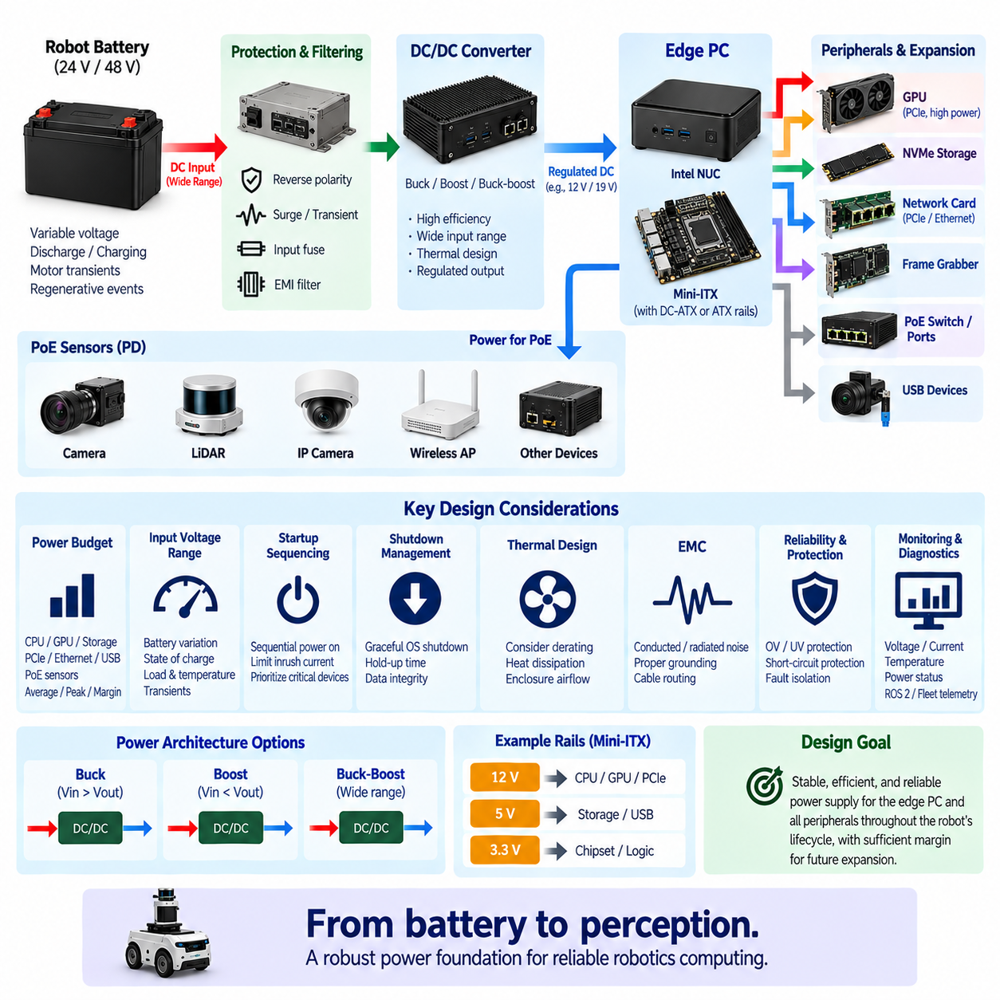 Robot Battery
(24 V / 48 V)
DC Input
(Wide Range)
Variable voltage
Discharge / Charging
Motor transients
Regenerative events
Protection & Filtering
Reverse polarity
Surge / Transient
Input fuse
EMI filter
DC/DC Converter
Buck / Boost / Buck-boost
· High efficiency
· Wide input range
· Thermal design
· Regulated output
Regulated DC
(e.g., 12 V / 19 V)
Edge PC
Intel NUC
Mini-ITX
(with DC-ATX or ATX rails)
Peripherals & Expansion
GPU
(PCIe, high power)
NVMe Storage
Network Card
(PCIe / Ethernet)
Frame Grabber
PoE Switch /
Ports
USB Devices
PoE Sensors (PD)
Power for PoE
Camera
LiDAR
IP Camera
Wireless AP
Other Devices
Key Design Considerations
Power Budget
CPU / GPU / Storage
PCIe / Ethernet / USB
PoE sensors
Average / Peak / Margin
Input Voltage
Range
Battery variation
State of charge
Load & temperature
Transients
Startup
Sequencing
Sequential power on
Limit inrush current
Prioritize critical devices
Shutdown
Management
Graceful OS shutdown
Hold-up time
Data integrity
Thermal Design
Consider derating
Heat dissipation
Enclosure airflow
EMC
Conducted / radiated noise
Proper grounding
Cable routing
Reliability &
Protection
OV / UV protection
Short-circuit protection
Fault isolation
Monitoring &
Diagnostics
Voltage / Current
Temperature
Power status
ROS 2 / Fleet telemetry
Power Architecture Options
Buck
(Vin > Vout)
DC/DC
Boost
(Vin < Vout)
DC/DC
Buck-Boost
(Wide range)
DC/DC
Example Rails (Mini-ITX)
12 V
CPU / GPU / PCIe
5 V
Storage / USB
3.3 V
Chipset / Logic
Design Goal
Stable, efficient, and reliable
power supply for the edge PC and
all peripherals throughout the robot's
lifecycle, with sufficient margin
for future expansion.
From battery to perception.
A robust power foundation for reliable robotics computing.